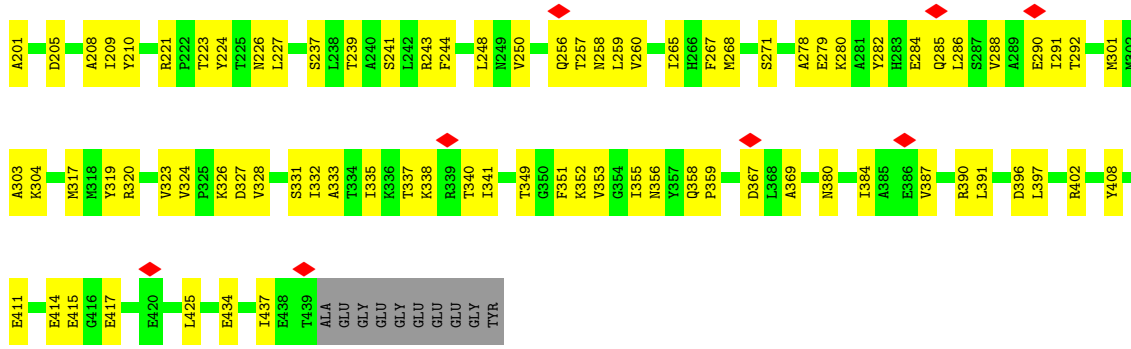 A201 D205 A208 I209 Y210 R221 P222 T223 Y224 T225 N226 L227 S237 L238 T239 A240 S241 L242 R243 F244 L248 N249 V250 Q256 T257 N258 L259 V260 I265 H266 F267 M268 S271 A278 E279 K280 A281 Y282 H283 E284 Q285 L286 S287 V288 A289 E290 I291 T292 M301 M302
A303 K304 M317 M318 Y319 R320 V323 V324 P325 K326 D327 V328 S331 I332 A333 T334 I335 K336 T337 K338 R339 T340 I341 T349 G350 F351 K352 V353 G354 I355 N356 Y357 Q358 P359 D367 L368 A369 N380 I384 A385 E386 V387 R390 L391 D396 L397 R402 Y408
E411 E414 E415 G416 E417 E420 L425 E434 I437 E438 T439 ALA GLU GLY GLU GLY GLU GLU GLU GLY TYR